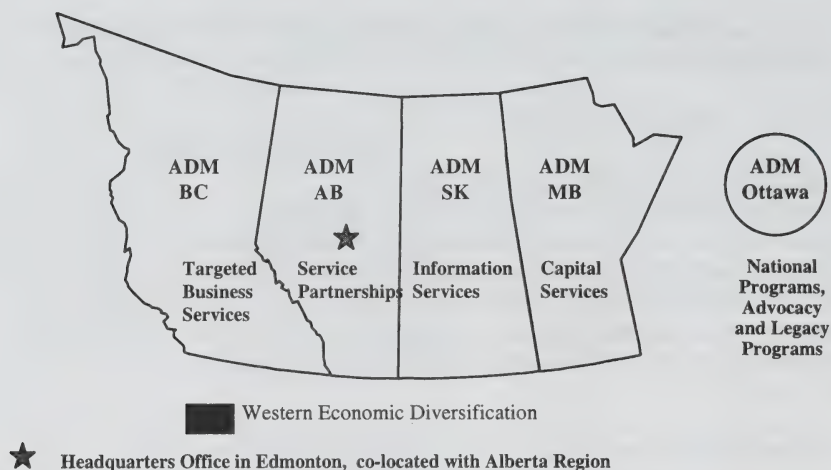 ADM
BC
ADM
AB
ADM
SK
ADM
MB
ADM
Ottawa
Targeted
Business
Services
Service
Partnerships
Information
Services
Capital
Services
National
Programs,
Advocacy
and Legacy
Programs
Western Economic Diversification
Headquarters Office in Edmonton, co-located with Alberta Region